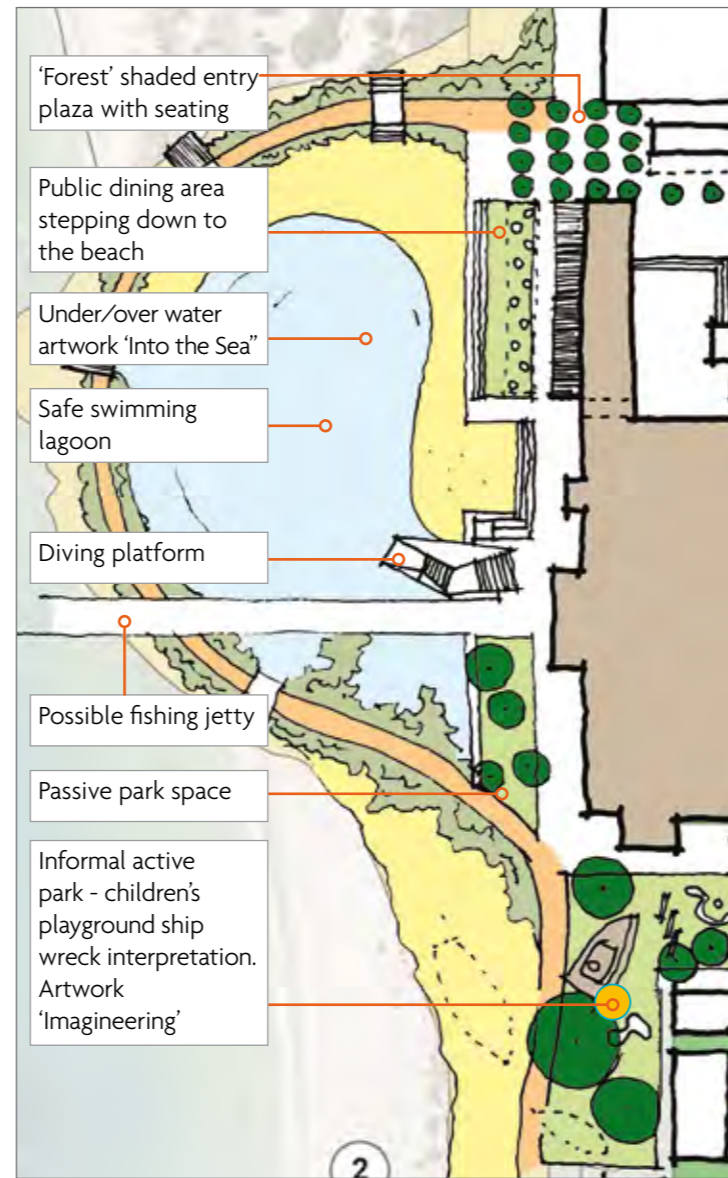 ‘Forest’ shaded entry
plaza with seating
Public dining area
stepping down to
the beach
Under/over water
artwork ‘Into the Sea”
Safe swimming
lagoon
Diving platform
Possible fishing jetty
Passive park space
Informal active
park - children’s
playground ship
wreck interpretation.
Artwork
‘Imagineering’
2